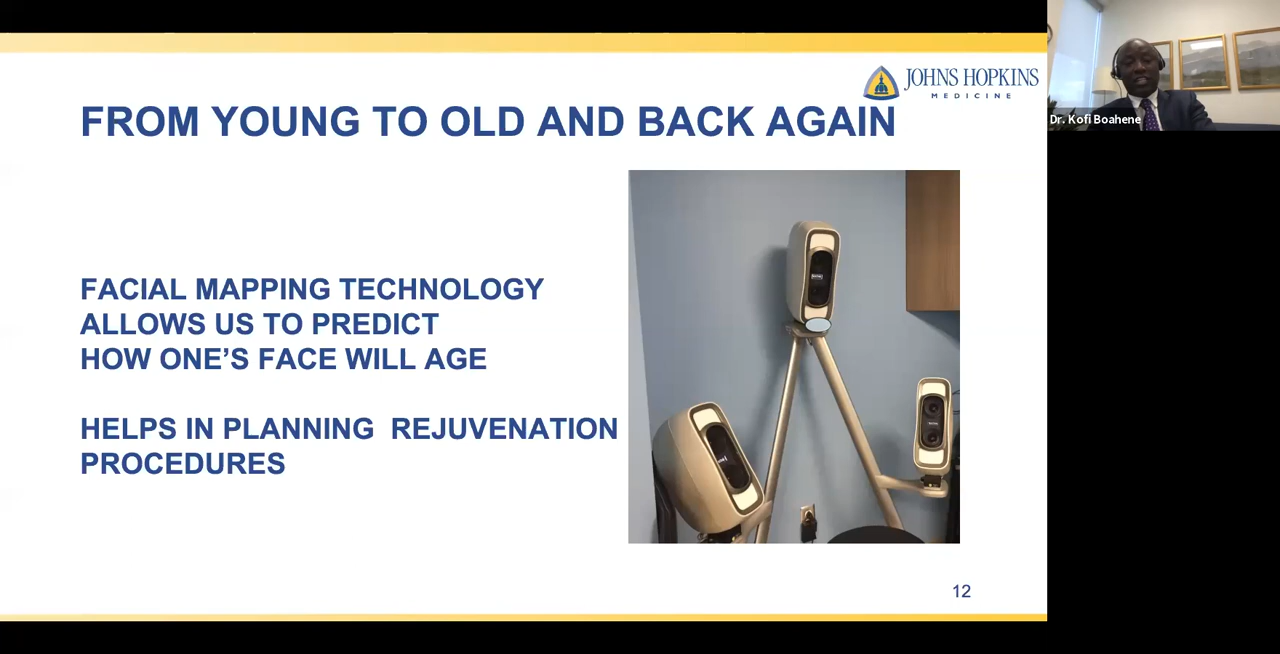 JOHNS HOPKINS
MEDICINE
FROM YOUNG TO OLD AND BACK AGAIN
Dr. Kofi Boahene
FACIAL MAPPING TECHNOLOGY
ALLOWS US TO PREDICT
HOW ONE’S FACE WILL AGE
HELPS IN PLANNING  REJUVENATION
PROCEDURES
12